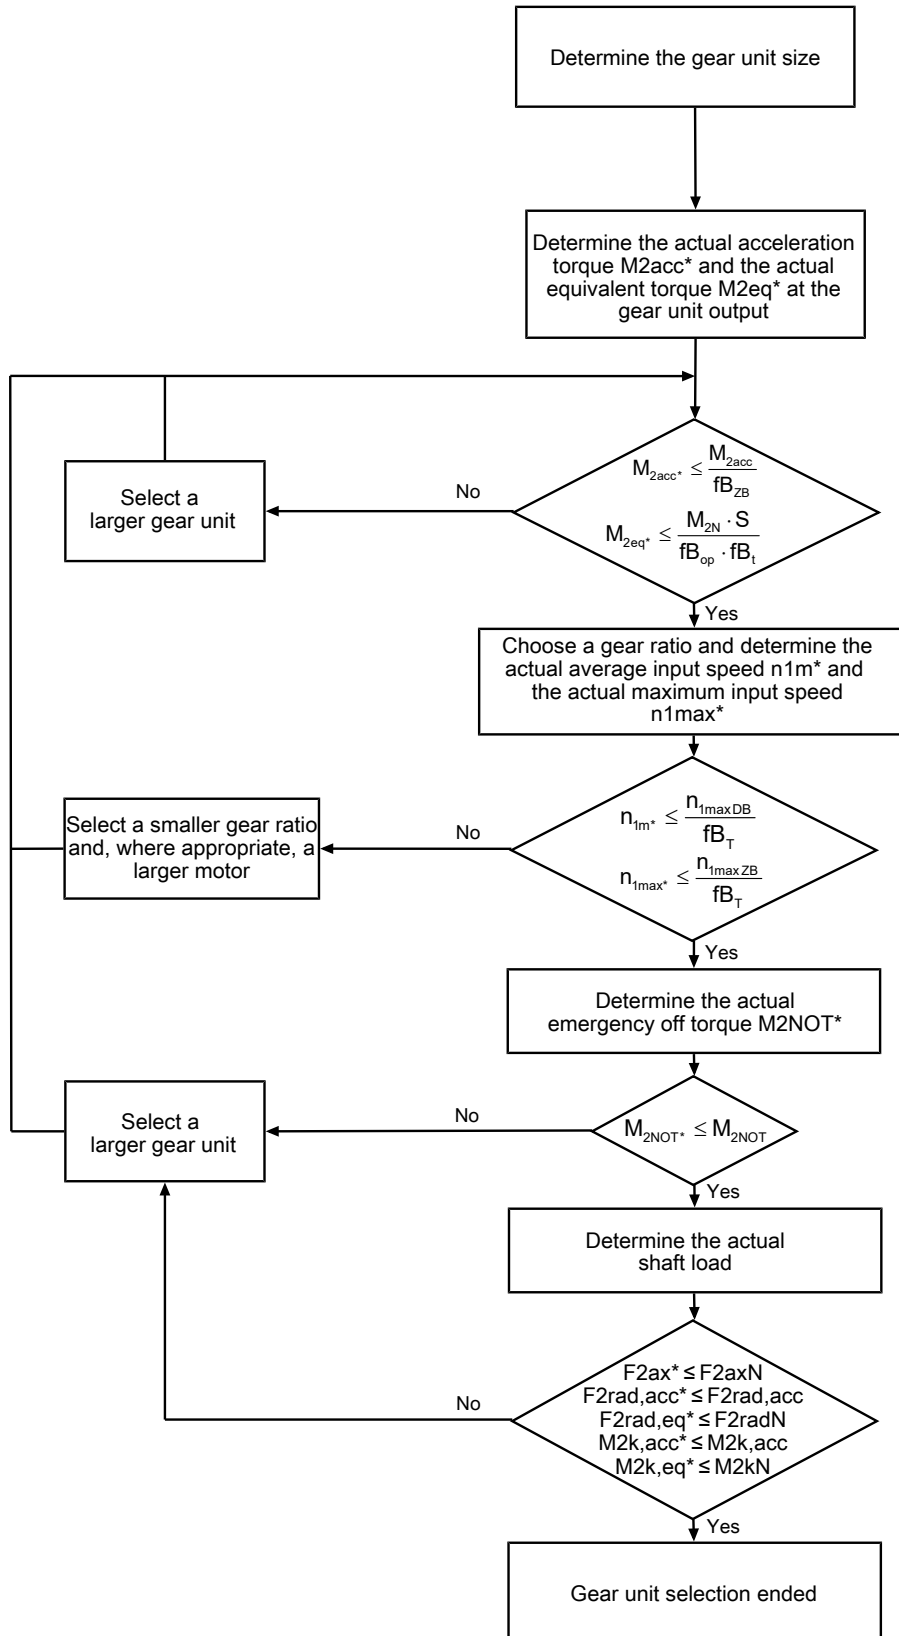 Determine the gear unit size
Determine the actual acceleration
torque M2acc* and the actual
equivalent torque M2eq* at the
gear unit output
M2acc* ≤ M2acc / fBZB
M2eq* ≤ M2N · S / fBop · fBt
No
Select a
larger gear unit
Yes
Choose a gear ratio and determine the
actual average input speed n1m* and
the actual maximum input speed
n1max*
n1m* ≤ n1maxDB / fBT
n1max* ≤ n1maxZB / fBT
No
Select a smaller gear ratio
and, where appropriate, a
larger motor
Yes
Determine the actual
emergency off torque M2NOT*
M2NOT* ≤ M2NOT
No
Select a
larger gear unit
Yes
Determine the actual
shaft load
F2ax* ≤ F2axN
F2rad,acc* ≤ F2rad,acc
F2rad,eq* ≤ F2radN
M2k,acc* ≤ M2k,acc
M2k,eq* ≤ M2kN
No
Yes
Gear unit selection ended